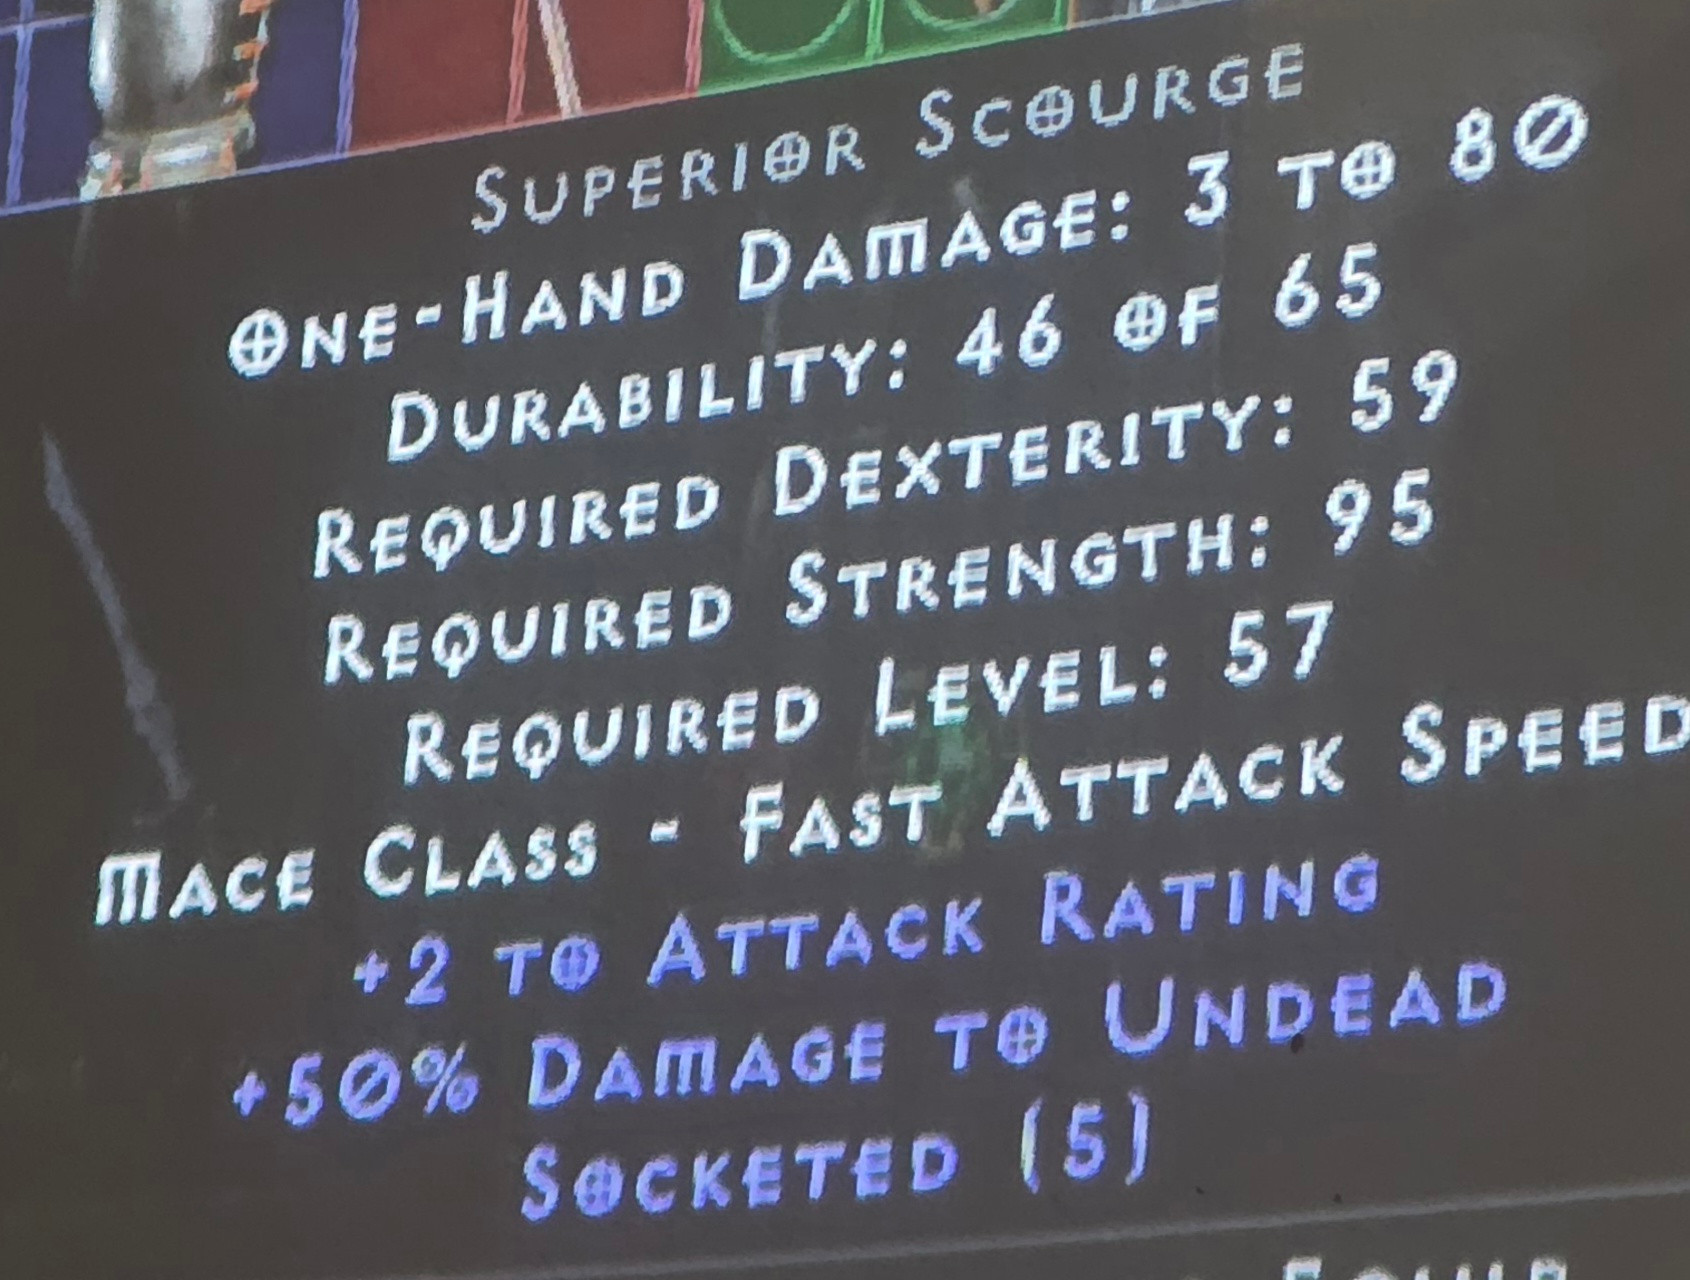 Superior Scourge
One-Hand Damage: 3 to 80
Durability: 46 of 65
Required Dexterity: 59
Required Strength: 95
Required Level: 57
Mace Class - Fast Attack Speed
+2 to Attack Rating
+50% Damage to Undead
Socketed (5)